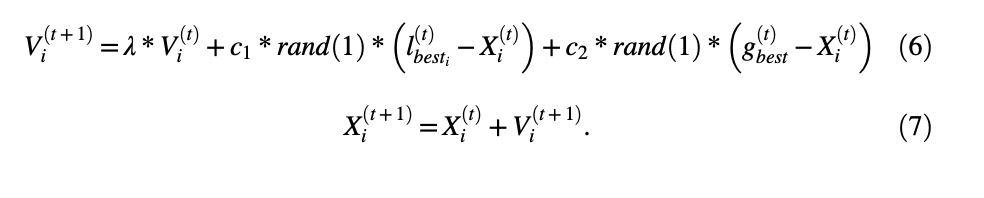 V_i^{(t+1)} = λ * V_i^{(t)} + c_1 * rand(1) * (l_{best_i}^{(t)} − X_i^{(t)}) + c_2 * rand(1) * (g_{best}^{(t)} − X_i^{(t)}) (6)
X_i^{(t+1)} = X_i^{(t)} + V_i^{(t+1)}. (7)